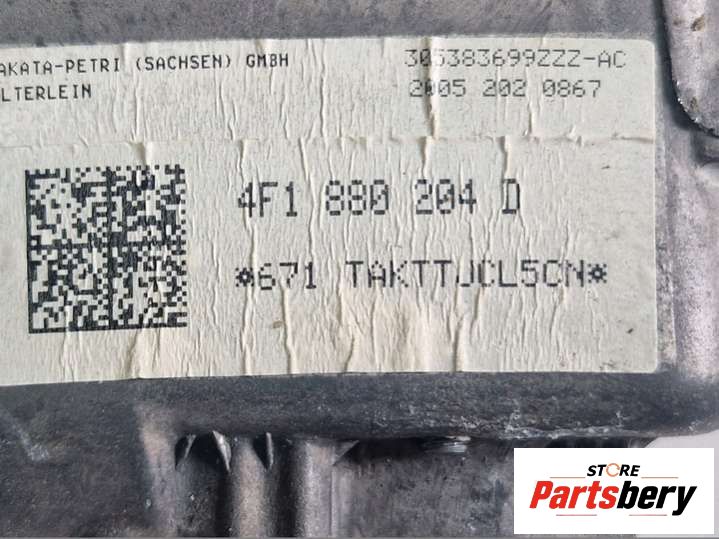 AKATA-PETRI (SACHSEN) GMBH
LTERLEIN
305383699ZZZ-AC
2005 202 0867
4F1 880 204 D
*671 TAKTTJCL5CN*
STORE
Partsbery